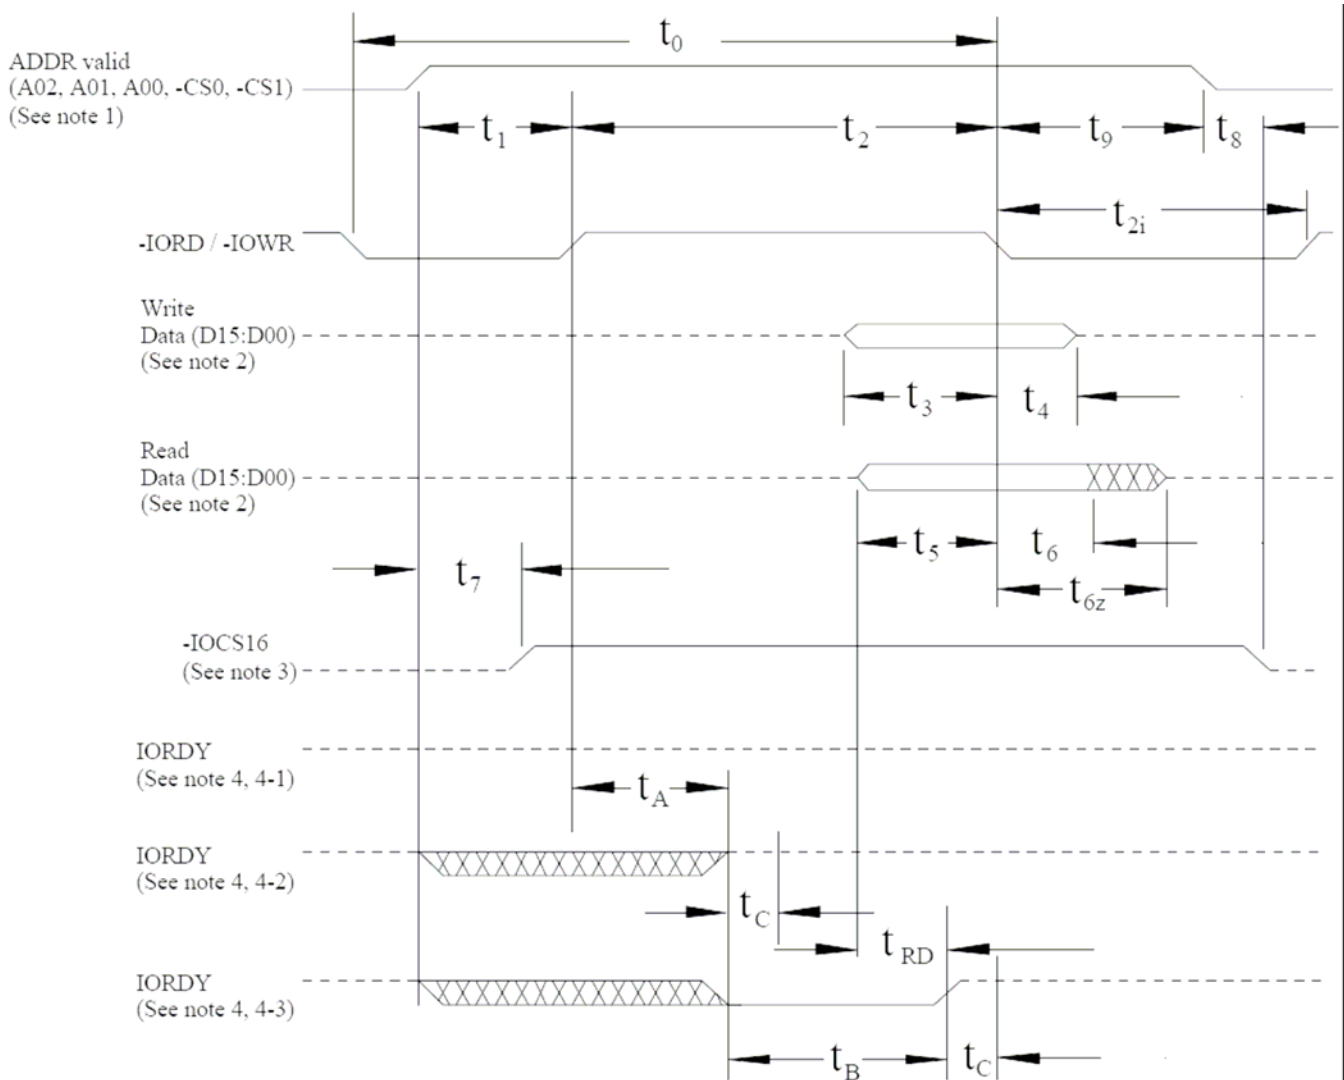 t0
ADDR valid
(A02, A01, A00, -CS0, -CS1)
(See note 1)
t1
t2
t9
t8
t2i
-IORD / -IOWR
Write
Data (D15:D00)
(See note 2)
t3
t4
Read
Data (D15:D00)
(See note 2)
t5
t6
t7
t6z
-IOCS16
(See note 3)
IORDY
(See note 4, 4-1)
tA
IORDY
(See note 4, 4-2)
tC
tRD
IORDY
(See note 4, 4-3)
tB
tC